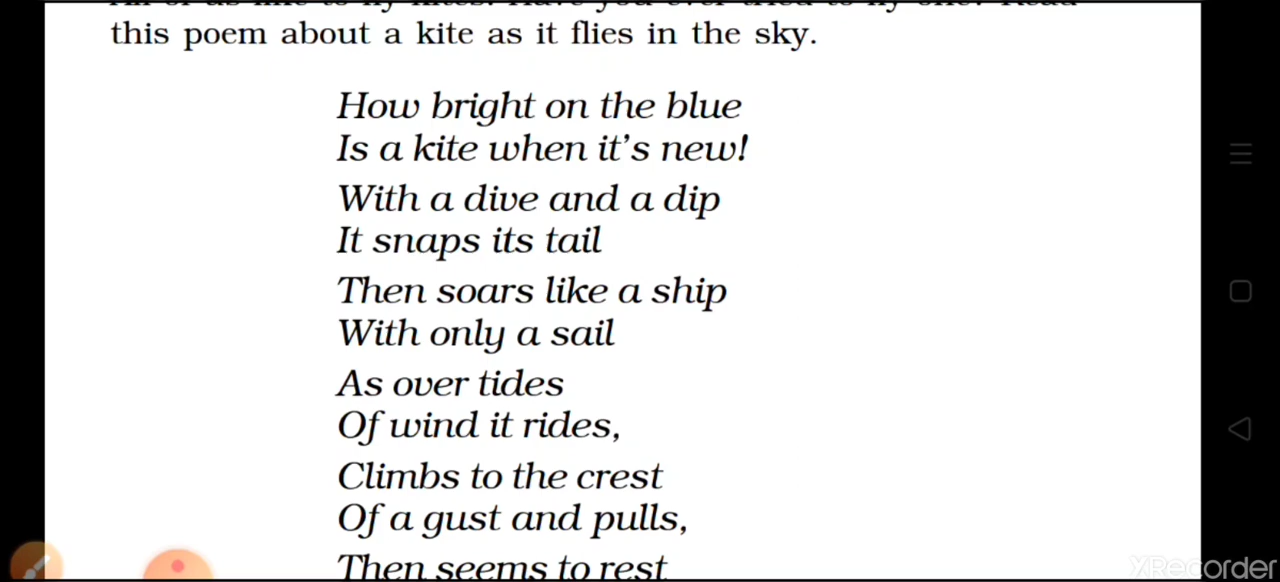 this poem about a kite as it flies in the sky.
How bright on the blue
Is a kite when it's new!
With a dive and a dip
It snaps its tail
Then soars like a ship
With only a sail
As over tides
Of wind it rides,
Climbs to the crest
Of a gust and pulls,
Then seems to rest
XRecorder